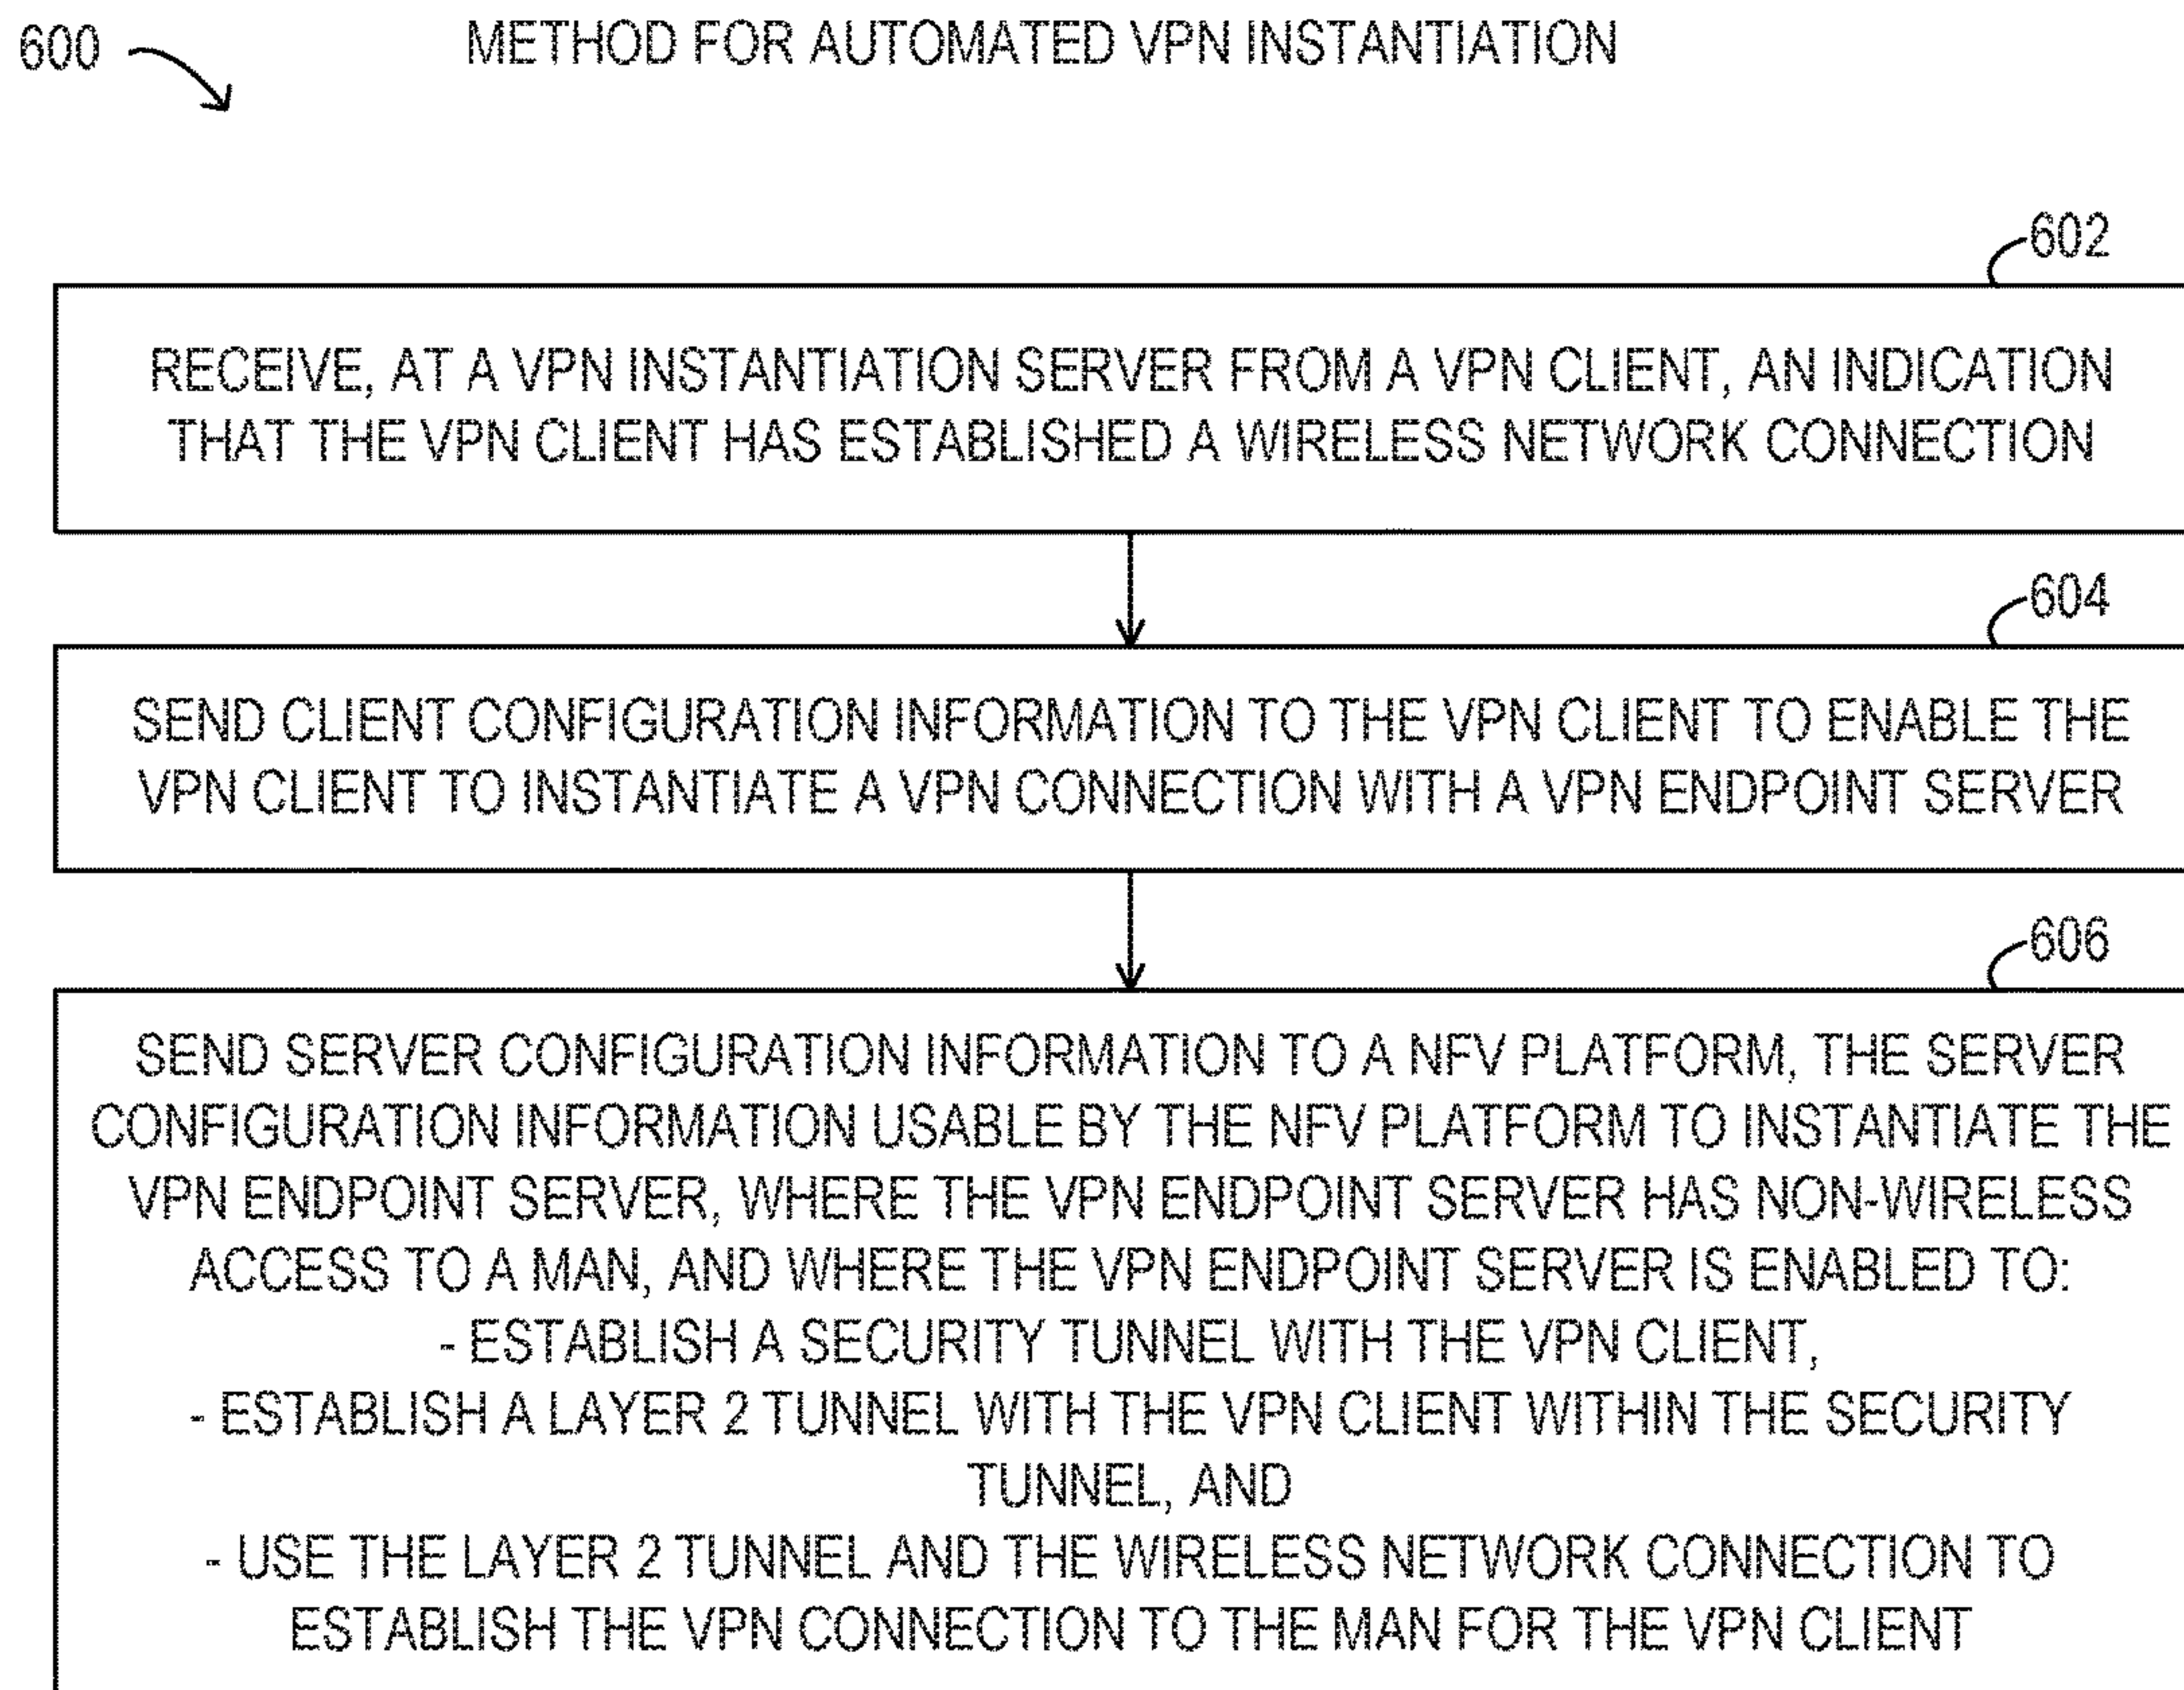 600
METHOD FOR AUTOMATED VPN INSTANTIATION
602
RECEIVE, AT A VPN INSTANTIATION SERVER FROM A VPN CLIENT, AN INDICATION
THAT THE VPN CLIENT HAS ESTABLISHED A WIRELESS NETWORK CONNECTION
604
SEND CLIENT CONFIGURATION INFORMATION TO THE VPN CLIENT TO ENABLE THE
VPN CLIENT TO INSTANTIATE A VPN CONNECTION WITH A VPN ENDPOINT SERVER
606
SEND SERVER CONFIGURATION INFORMATION TO A NFV PLATFORM, THE SERVER
CONFIGURATION INFORMATION USABLE BY THE NFV PLATFORM TO INSTANTIATE THE
VPN ENDPOINT SERVER, WHERE THE VPN ENDPOINT SERVER HAS NON-WIRELESS
ACCESS TO A MAN, AND WHERE THE VPN ENDPOINT SERVER IS ENABLED TO:
- ESTABLISH A SECURITY TUNNEL WITH THE VPN CLIENT,
- ESTABLISH A LAYER 2 TUNNEL WITH THE VPN CLIENT WITHIN THE SECURITY
TUNNEL, AND
- USE THE LAYER 2 TUNNEL AND THE WIRELESS NETWORK CONNECTION TO
ESTABLISH THE VPN CONNECTION TO THE MAN FOR THE VPN CLIENT